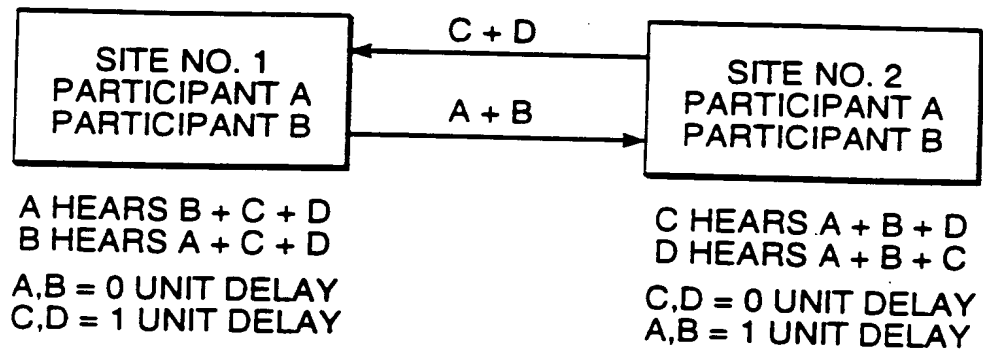 SITE NO. 1
PARTICIPANT A
PARTICIPANT B
C + D
A + B
SITE NO. 2
PARTICIPANT A
PARTICIPANT B
A HEARS B + C + D
B HEARS A + C + D
A,B = 0 UNIT DELAY
C,D = 1 UNIT DELAY
C HEARS A + B + D
D HEARS A + B + C
C,D = 0 UNIT DELAY
A,B = 1 UNIT DELAY